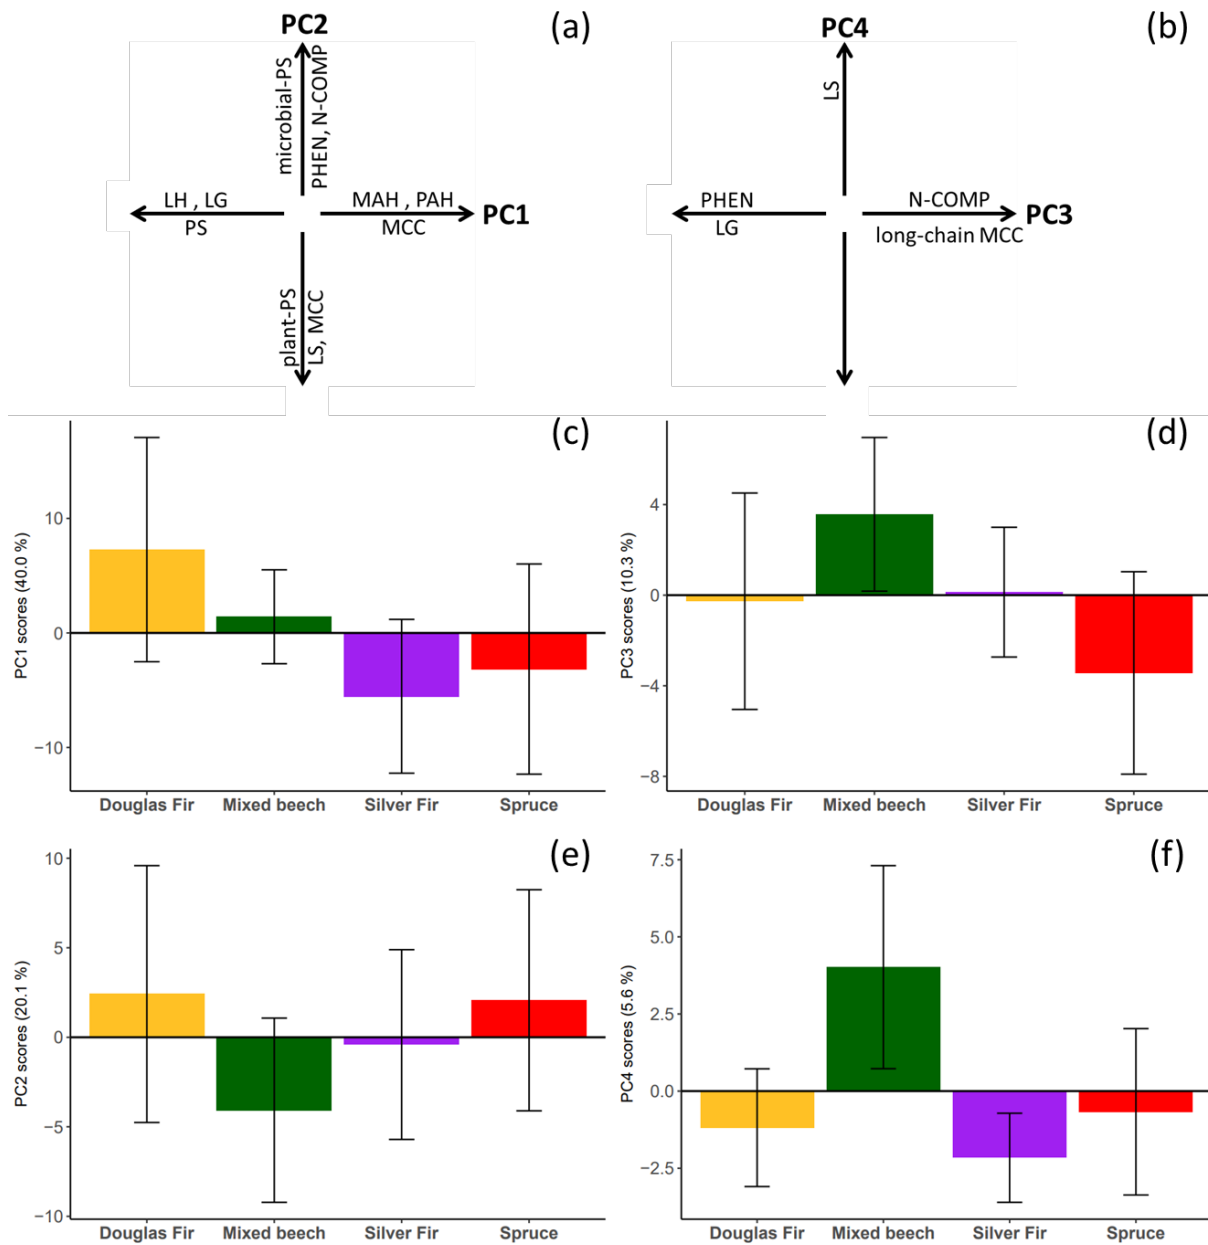 PC2
(a)
microbial-PS
PHEN, N-COMP
LH , LG
PS
MAH , PAH
MCC
PC1
plant-PS
LS, MCC
PC4
(b)
LS
PHEN
LG
N-COMP
long-chain MCC
PC3
(c)
PC1 scores (40.0 %)
10
0
−10
Douglas Fir Mixed beech Silver Fir Spruce
(d)
PC3 scores (10.3 %)
4
0
−4
−8
Douglas Fir Mixed beech Silver Fir Spruce
(e)
PC2 scores (20.1 %)
10
5
0
−5
−10
Douglas Fir Mixed beech Silver Fir Spruce
(f)
PC4 scores (5.6 %)
7.5
5.0
2.5
0.0
−2.5
Douglas Fir Mixed beech Silver Fir Spruce